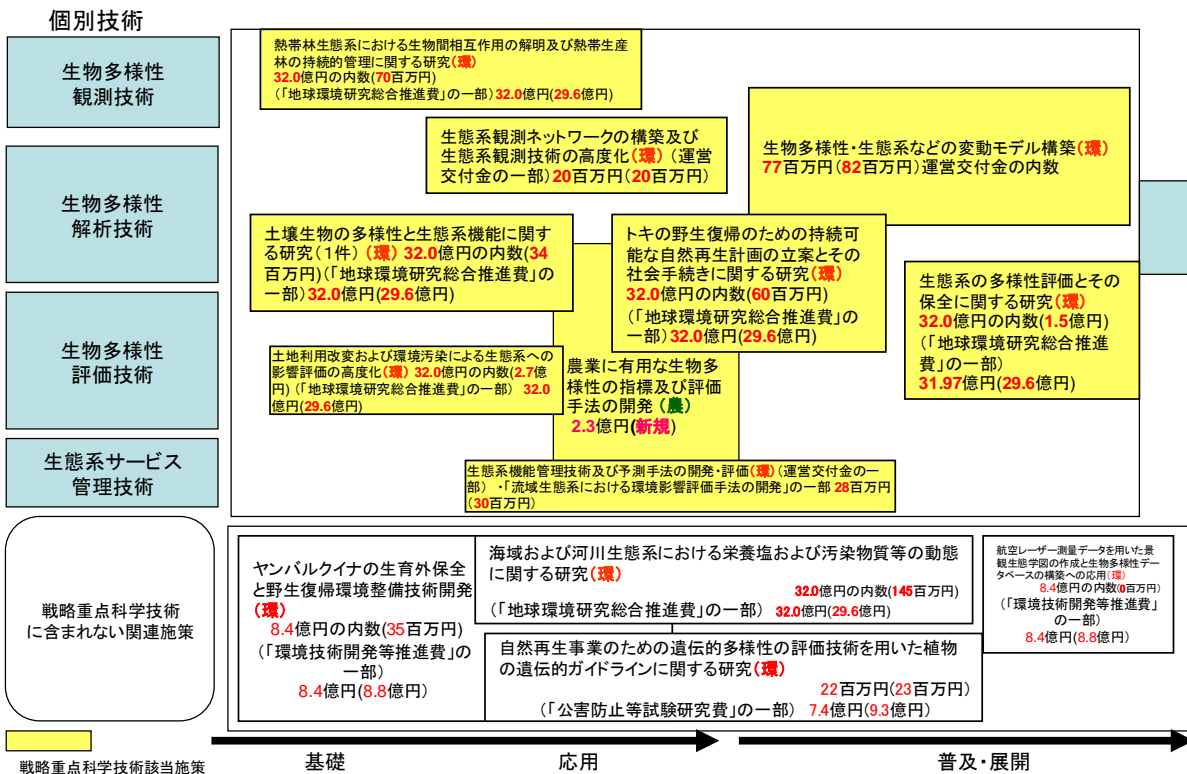 個別技術
生物多様性
観測技術
生物多様性
解析技術
生物多様性
評価技術
生態系サービス
管理技術
戦略重点科学技術
に含まれない関連施策
熱帯林生態系における生物間相互作用の解明及び熱帯生産
林の持続的管理に関する研究(環)
32.0億円の内数(70百万円)
(「地球環境研究総合推進費」の一部)32.0億円(29.6億円)
生態系観測ネットワークの構築及び
生態系観測技術の高度化(環)(運営
交付金の一部)20百万円(20百万円)
生物多様性・生態系などの変動モデル構築(環)
77百万円(82百万円)運営交付金の内数
土壌生物の多様性と生態系機能に関す
る研究(1件)(環) 32.0億円の内数(34
百万円)(「地球環境研究総合推進費」の
一部)32.0億円(29.6億円)
トキの野生復帰のための持続可
能な自然再生計画の立案とその
社会手続きに関する研究(環)
32.0億円の内数(60百万円)
(「地球環境研究総合推進費」の
一部)32.0億円(29.6億円)
生態系の多様性評価とその
保全に関する研究(環)
32.0億円の内数(1.5億円)
(「地球環境研究総合推進
費」の一部)
31.97億円(29.6億円)
土地利用改変および環境汚染による生態系への
影響評価の高度化(環) 32.0億円の内数(2.7億
円)(「地球環境研究総合推進費」の一部) 32.0
億円(29.6億円)
農業に有用な生物多
様性の指標及び評価
手法の開発(農)
2.3億円(新規)
生態系機能管理技術及び予測手法の開発・評価(環)(運営交付金の一
部) ・「流域生態系における環境影響評価手法の開発」の一部 28百万円
(30百万円)
ヤンバルクイナの生育外保全
と野生復帰環境整備技術開発
(環)
8.4億円の内数(35百万円)
(「環境技術開発等推進費」の
一部)
8.4億円(8.8億円)
海域および河川生態系における栄養塩および汚染物質等の動態
に関する研究(環)
32.0億円の内数(145百万円)
(「地球環境研究総合推進費」の一部) 32.0億円(29.6億円)
自然再生事業のための遺伝的多様性の評価技術を用いた植物
の遺伝的ガイドラインに関する研究(環)
22百万円(23百万円)
(「公害防止等試験研究費」の一部) 7.4億円(9.3億円)
航空レーザー測量データを用いた景
観生態学図の作成と生物多様性デー
タベースの構築への応用(環)
8.4億円の内数(0百万円)
(「環境技術開発等推進費」
の一部)
8.4億円(8.8億円)
戦略重点科学技術該当施策
基礎
応用
普及・展開